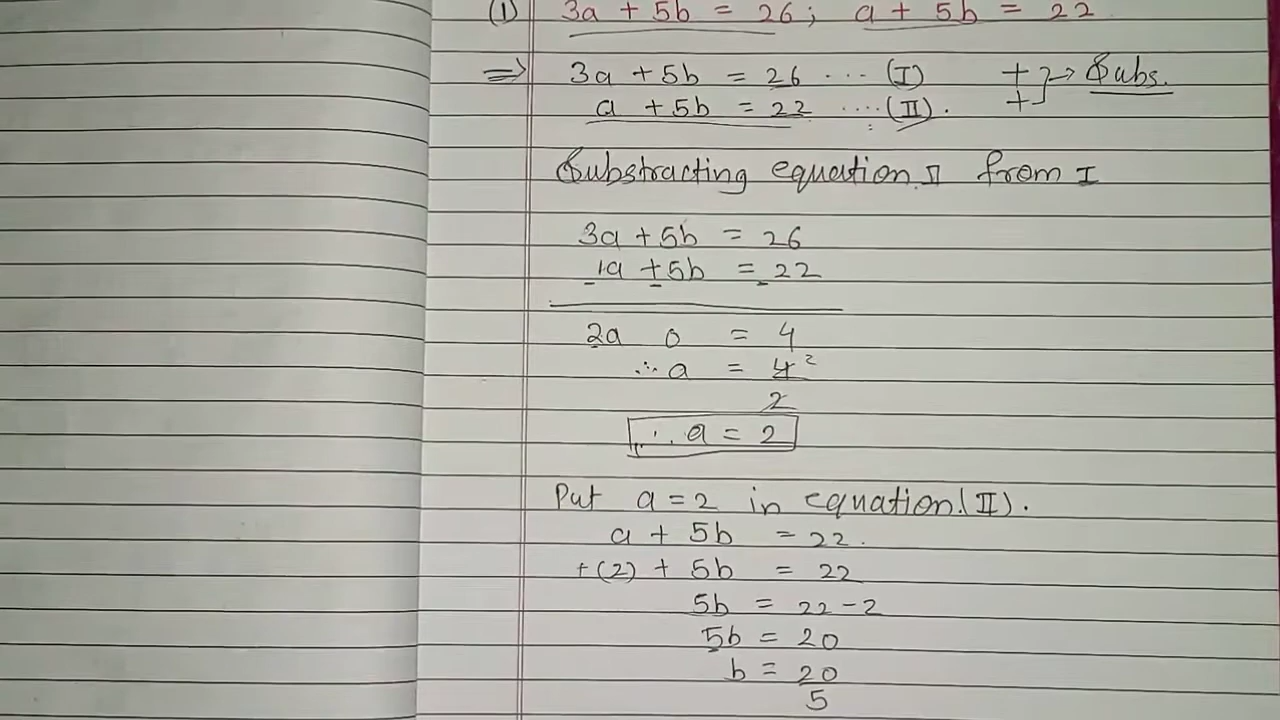 (1) 3a + 5b = 26; a + 5b = 22
⇒ 3a + 5b = 26 ... (I) + → Subs.
a + 5b = 22 ....(II). +
Substracting equation II from I
3a + 5b = 26
1a + 5b = 22
- - -
2a 0 = 4
∴ a = 4 2
2
∴ a = 2
Put a = 2 in equation.(II).
a + 5b = 22.
+(2) + 5b = 22
5b = 22 - 2
5b = 20
b = 20
5